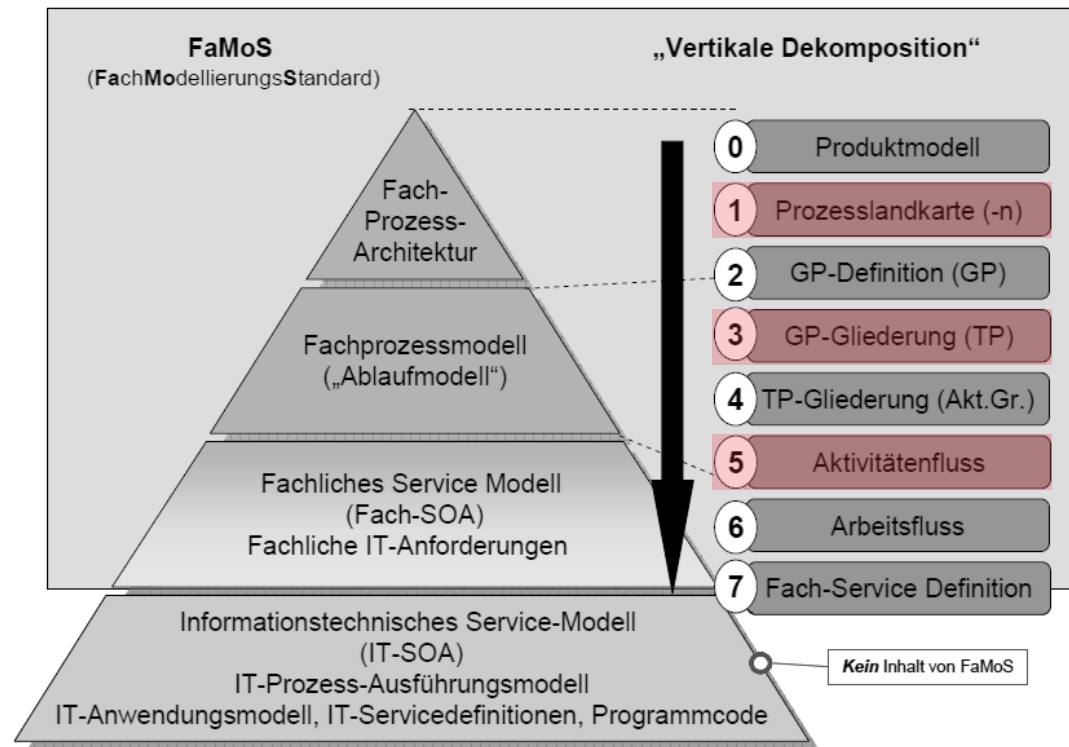 FaMoS
(FachModellierungsStandard)
„Vertikale Dekomposition“
Fach-
Prozess-
Architektur
Fachprozessmodell
(„Ablaufmodell“)
Fachliches Service Modell
(Fach-SOA)
Fachliche IT-Anforderungen
Informationstechnisches Service-Modell
(IT-SOA)
IT-Prozess-Ausführungsmodell
IT-Anwendungsmodell, IT-Servicedefinitionen, Programmcode
0 Produktmodell
1 Prozesslandkarte (-n)
2 GP-Definition (GP)
3 GP-Gliederung (TP)
4 TP-Gliederung (Akt.Gr.)
5 Aktivitätenfluss
6 Arbeitsfluss
7 Fach-Service Definition
Kein Inhalt von FaMoS